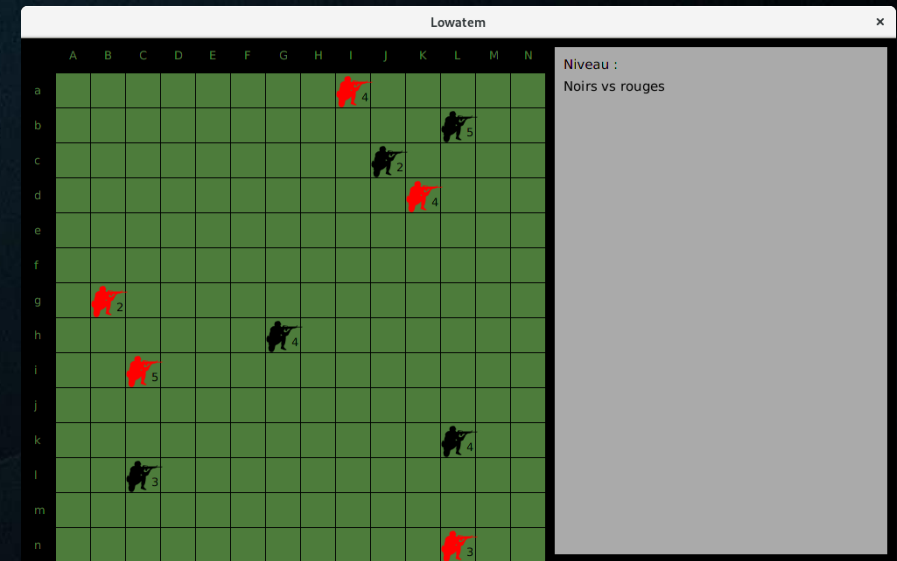 Lowatem
×
A B C D E F G H I J K L M N
Niveau :
Noirs vs rouges
a 4
b 5
c 2
d 4
e
f
g 2
h 4
i 5
j
k 4
l 3
m
n 3